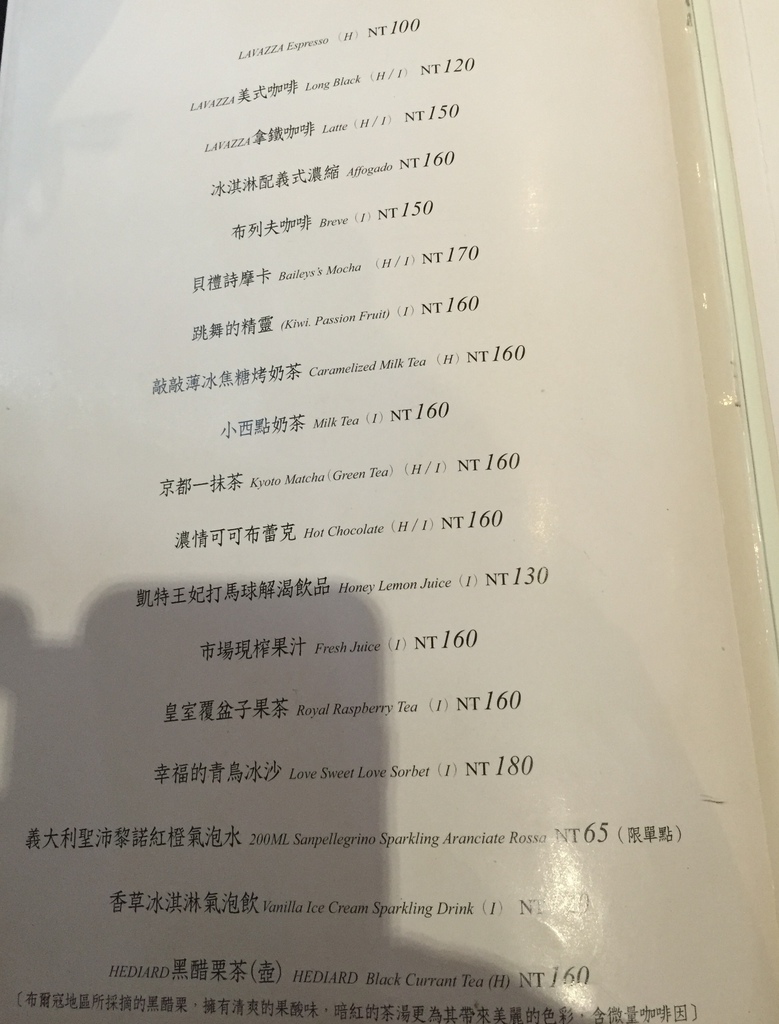 LAVAZZA Espresso (H) NT 100
LAVAZZA美式咖啡 Long Black (H / I) NT 120
LAVAZZA拿鐵咖啡 Latte (H / I) NT 150
冰淇淋配義式濃縮 Affogado NT 160
布列夫咖啡 Breve (I) NT 150
貝禮詩摩卡 Baileys's Mocha (H / I) NT 170
跳舞的精靈 (Kiwi. Passion Fruit) (I) NT 160
敲敲薄冰焦糖烤奶茶 Caramelized Milk Tea (H) NT 160
小西點奶茶 Milk Tea (I) NT 160
京都一抹茶 Kyoto Matcha (Green Tea) (H / I) NT 160
濃情可可布蕾克 Hot Chocolate (H / I) NT 160
凱特王妃打馬球解渴飲品 Honey Lemon Juice (I) NT 130
市場現榨果汁 Fresh Juice (I) NT 160
皇室覆盆子果茶 Royal Raspberry Tea (I) NT 160
幸福的青鳥冰沙 Love Sweet Love Sorbet (I) NT 180
義大利聖沛黎諾紅橙氣泡水 200ML Sanpellegrino Sparkling Aranciate Rossa NT 65 (限單點)
香草冰淇淋氣泡飲 Vanilla Ice Cream Sparkling Drink (I)
HEDIARD黑醋栗茶(壺) HEDIARD Black Currant Tea (H) NT 160
〔布爾寇地區所採摘的黑醋栗，擁有清爽的果酸味，暗紅的茶湯更為其帶來美麗的色彩，含微量咖啡因〕